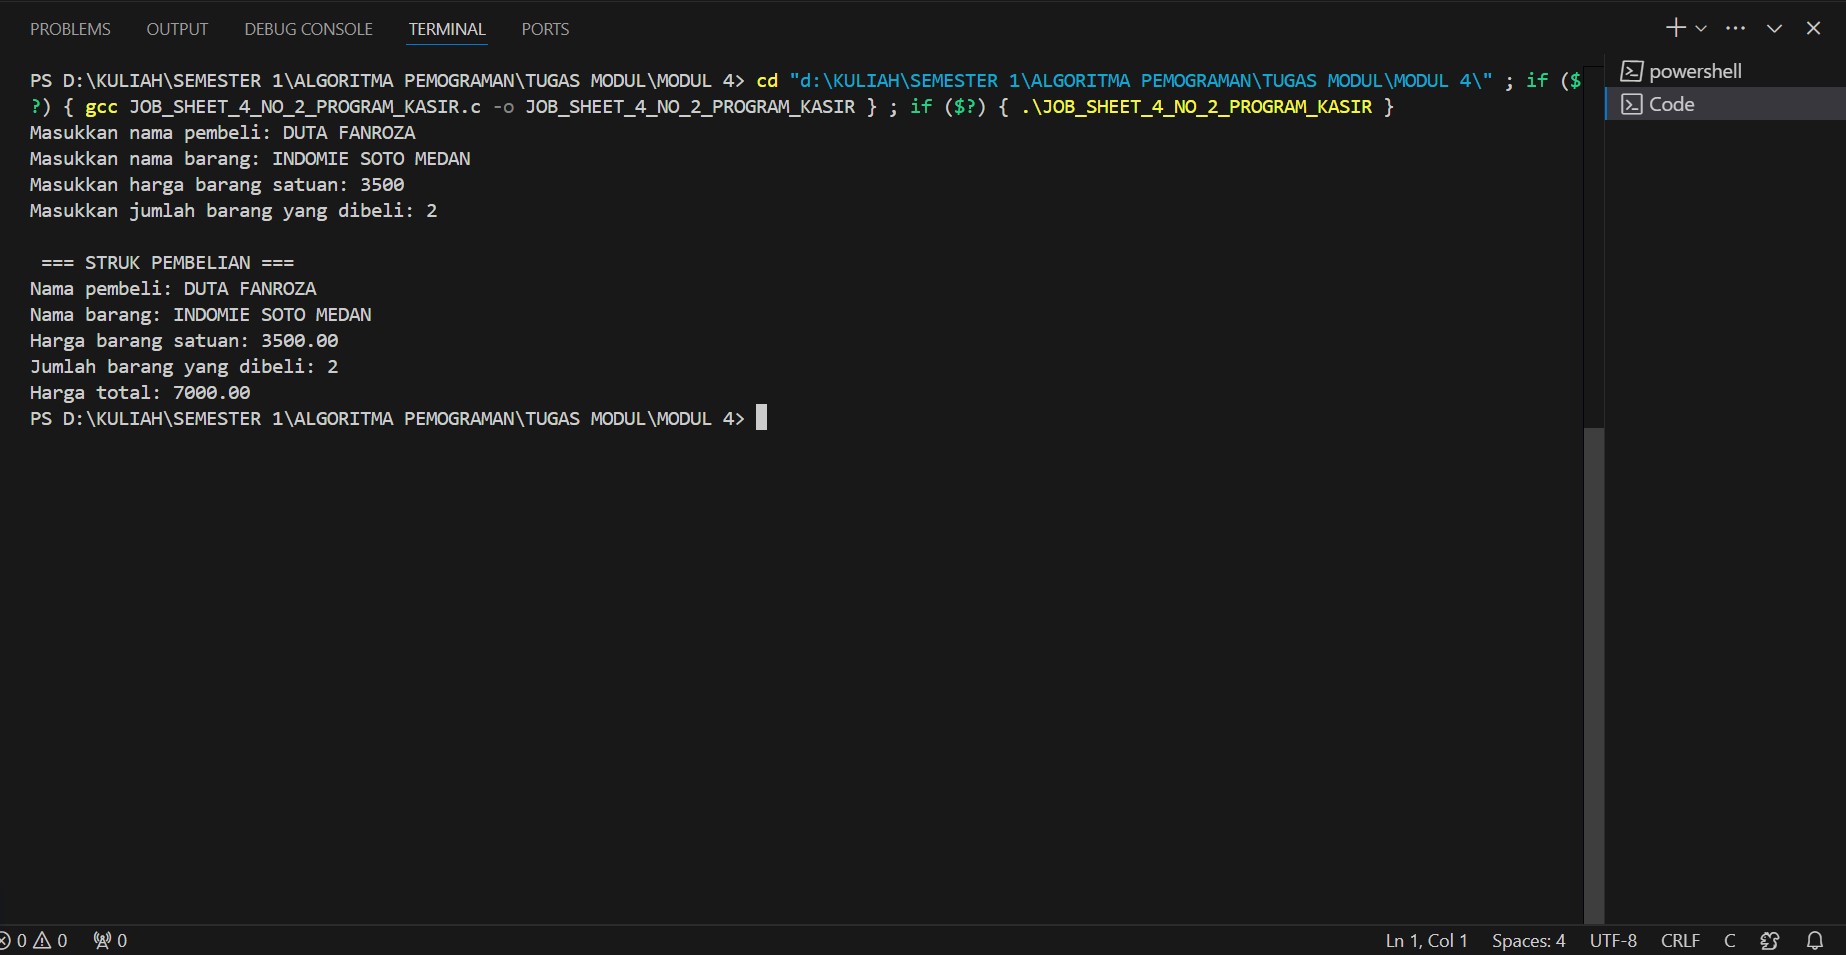 PROBLEMS OUTPUT DEBUG CONSOLE TERMINAL PORTS
PS D:\KULIAH\SEMESTER 1\ALGORITMA PEMOGRAMAN\TUGAS MODUL\MODUL 4> cd "d:\KULIAH\SEMESTER 1\ALGORITMA PEMOGRAMAN\TUGAS MODUL\MODUL 4\" ; if ($
?) { gcc JOB_SHEET_4_NO_2_PROGRAM_KASIR.c -o JOB_SHEET_4_NO_2_PROGRAM_KASIR } ; if ($?) { .\JOB_SHEET_4_NO_2_PROGRAM_KASIR }
Masukkan nama pembeli: DUTA FANROZA
Masukkan nama barang: INDOMIE SOTO MEDAN
Masukkan harga barang satuan: 3500
Masukkan jumlah barang yang dibeli: 2
=== STRUK PEMBELIAN ===
Nama pembeli: DUTA FANROZA
Nama barang: INDOMIE SOTO MEDAN
Harga barang satuan: 3500.00
Jumlah barang yang dibeli: 2
Harga total: 7000.00
PS D:\KULIAH\SEMESTER 1\ALGORITMA PEMOGRAMAN\TUGAS MODUL\MODUL 4>
powershell
Code
0 0 0 Ln 1, Col 1 Spaces: 4 UTF-8 CRLF C